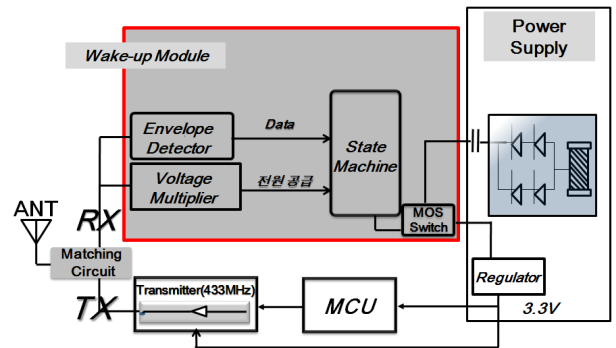 Wake-up Module
Power
Supply
Envelope
Detector
Data
State
Machine
Voltage
Multiplier
전원 공급
MOS
Switch
ANT
RX
Matching
Circuit
TX
Transmitter(433MHz)
MCU
Regulator
3.3V